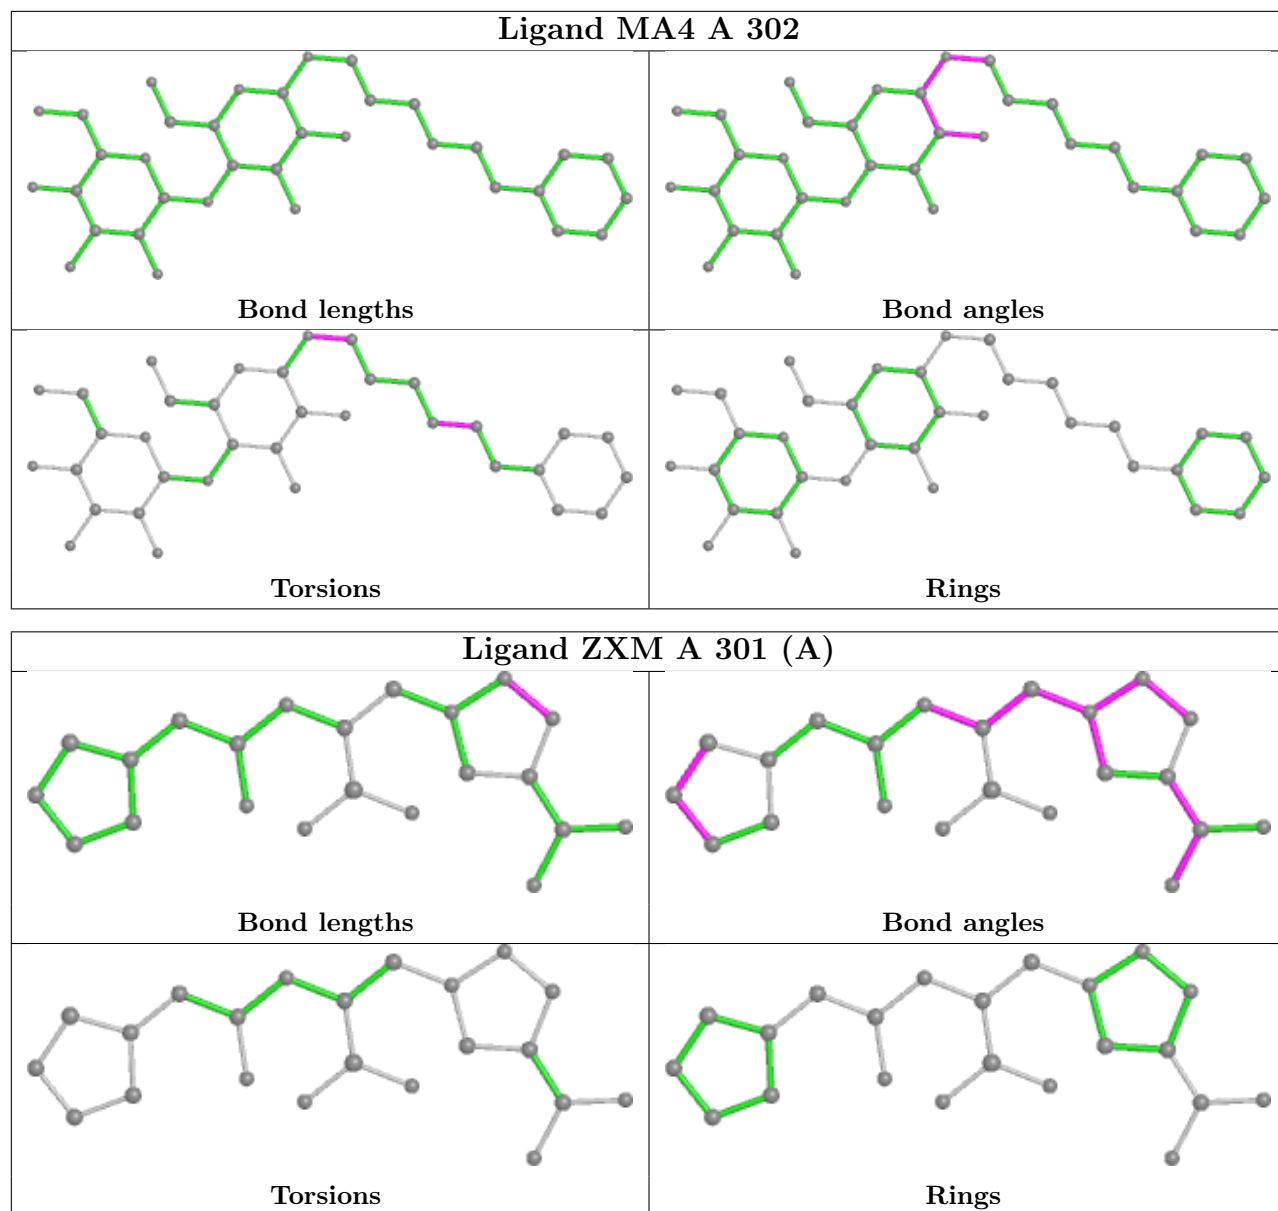 Ligand MA4 A 302
Bond lengths
Bond angles
Torsions
Rings
Ligand ZXM A 301 (A)
Bond lengths
Bond angles
Torsions
Rings